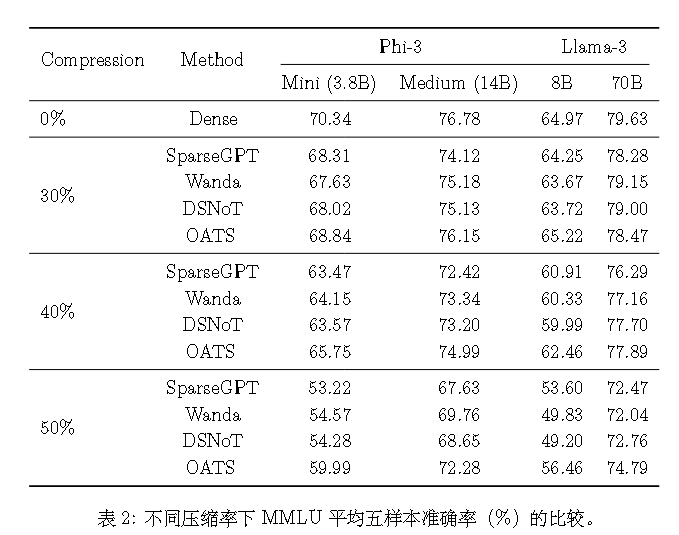 Phi-3 Llama-3
Compression Method
Mini (3.8B) Medium (14B) 8B 70B
0% Dense 70.34 76.78 64.97 79.63
SparseGPT 68.31 74.12 64.25 78.28
Wanda 67.63 75.18 63.67 79.15
30%
DSNoT 68.02 75.13 63.72 79.00
OATS 68.84 76.15 65.22 78.47
SparseGPT 63.47 72.42 60.91 76.29
Wanda 64.15 73.34 60.33 77.16
40%
DSNoT 63.57 73.20 59.99 77.70
OATS 65.75 74.99 62.46 77.89
SparseGPT 53.22 67.63 53.60 72.47
Wanda 54.57 69.76 49.83 72.04
50%
DSNoT 54.28 68.65 49.20 72.76
OATS 59.99 72.28 56.46 74.79
表 2: 不同压缩率下 MMLU 平均五样本准确率 (%) 的比较。